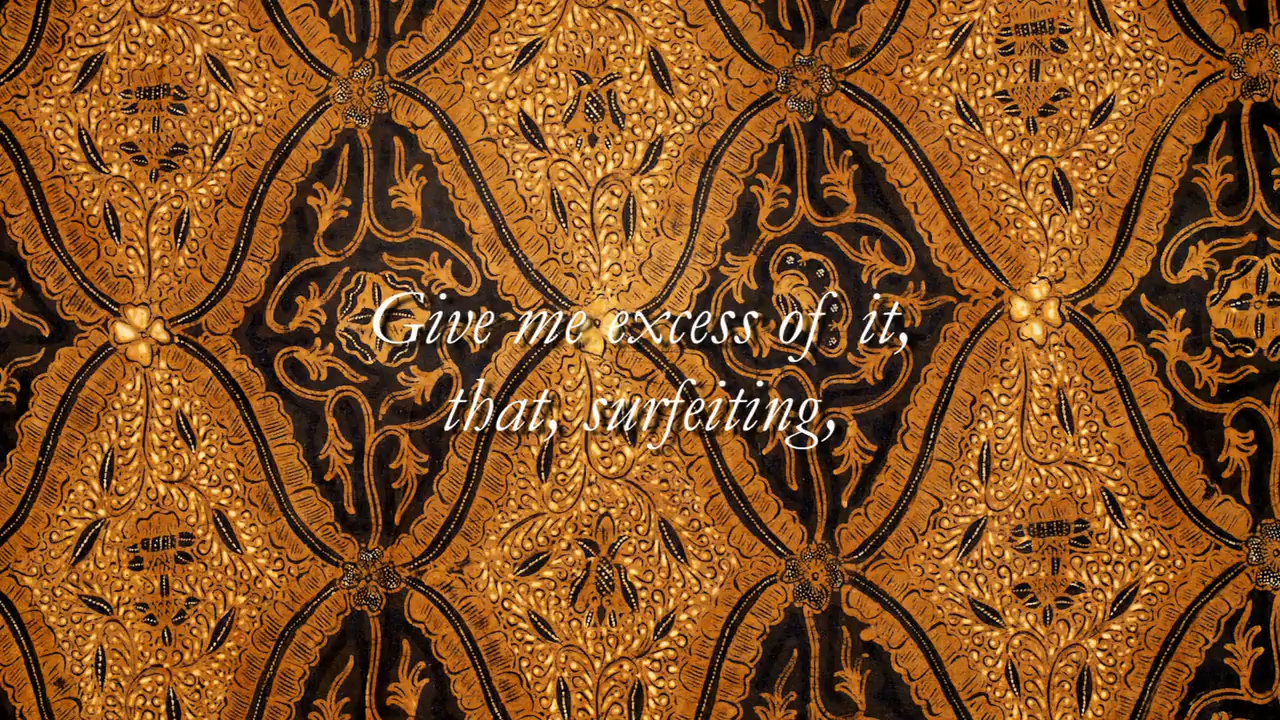 Give me excess of it,
that, surfeiting,